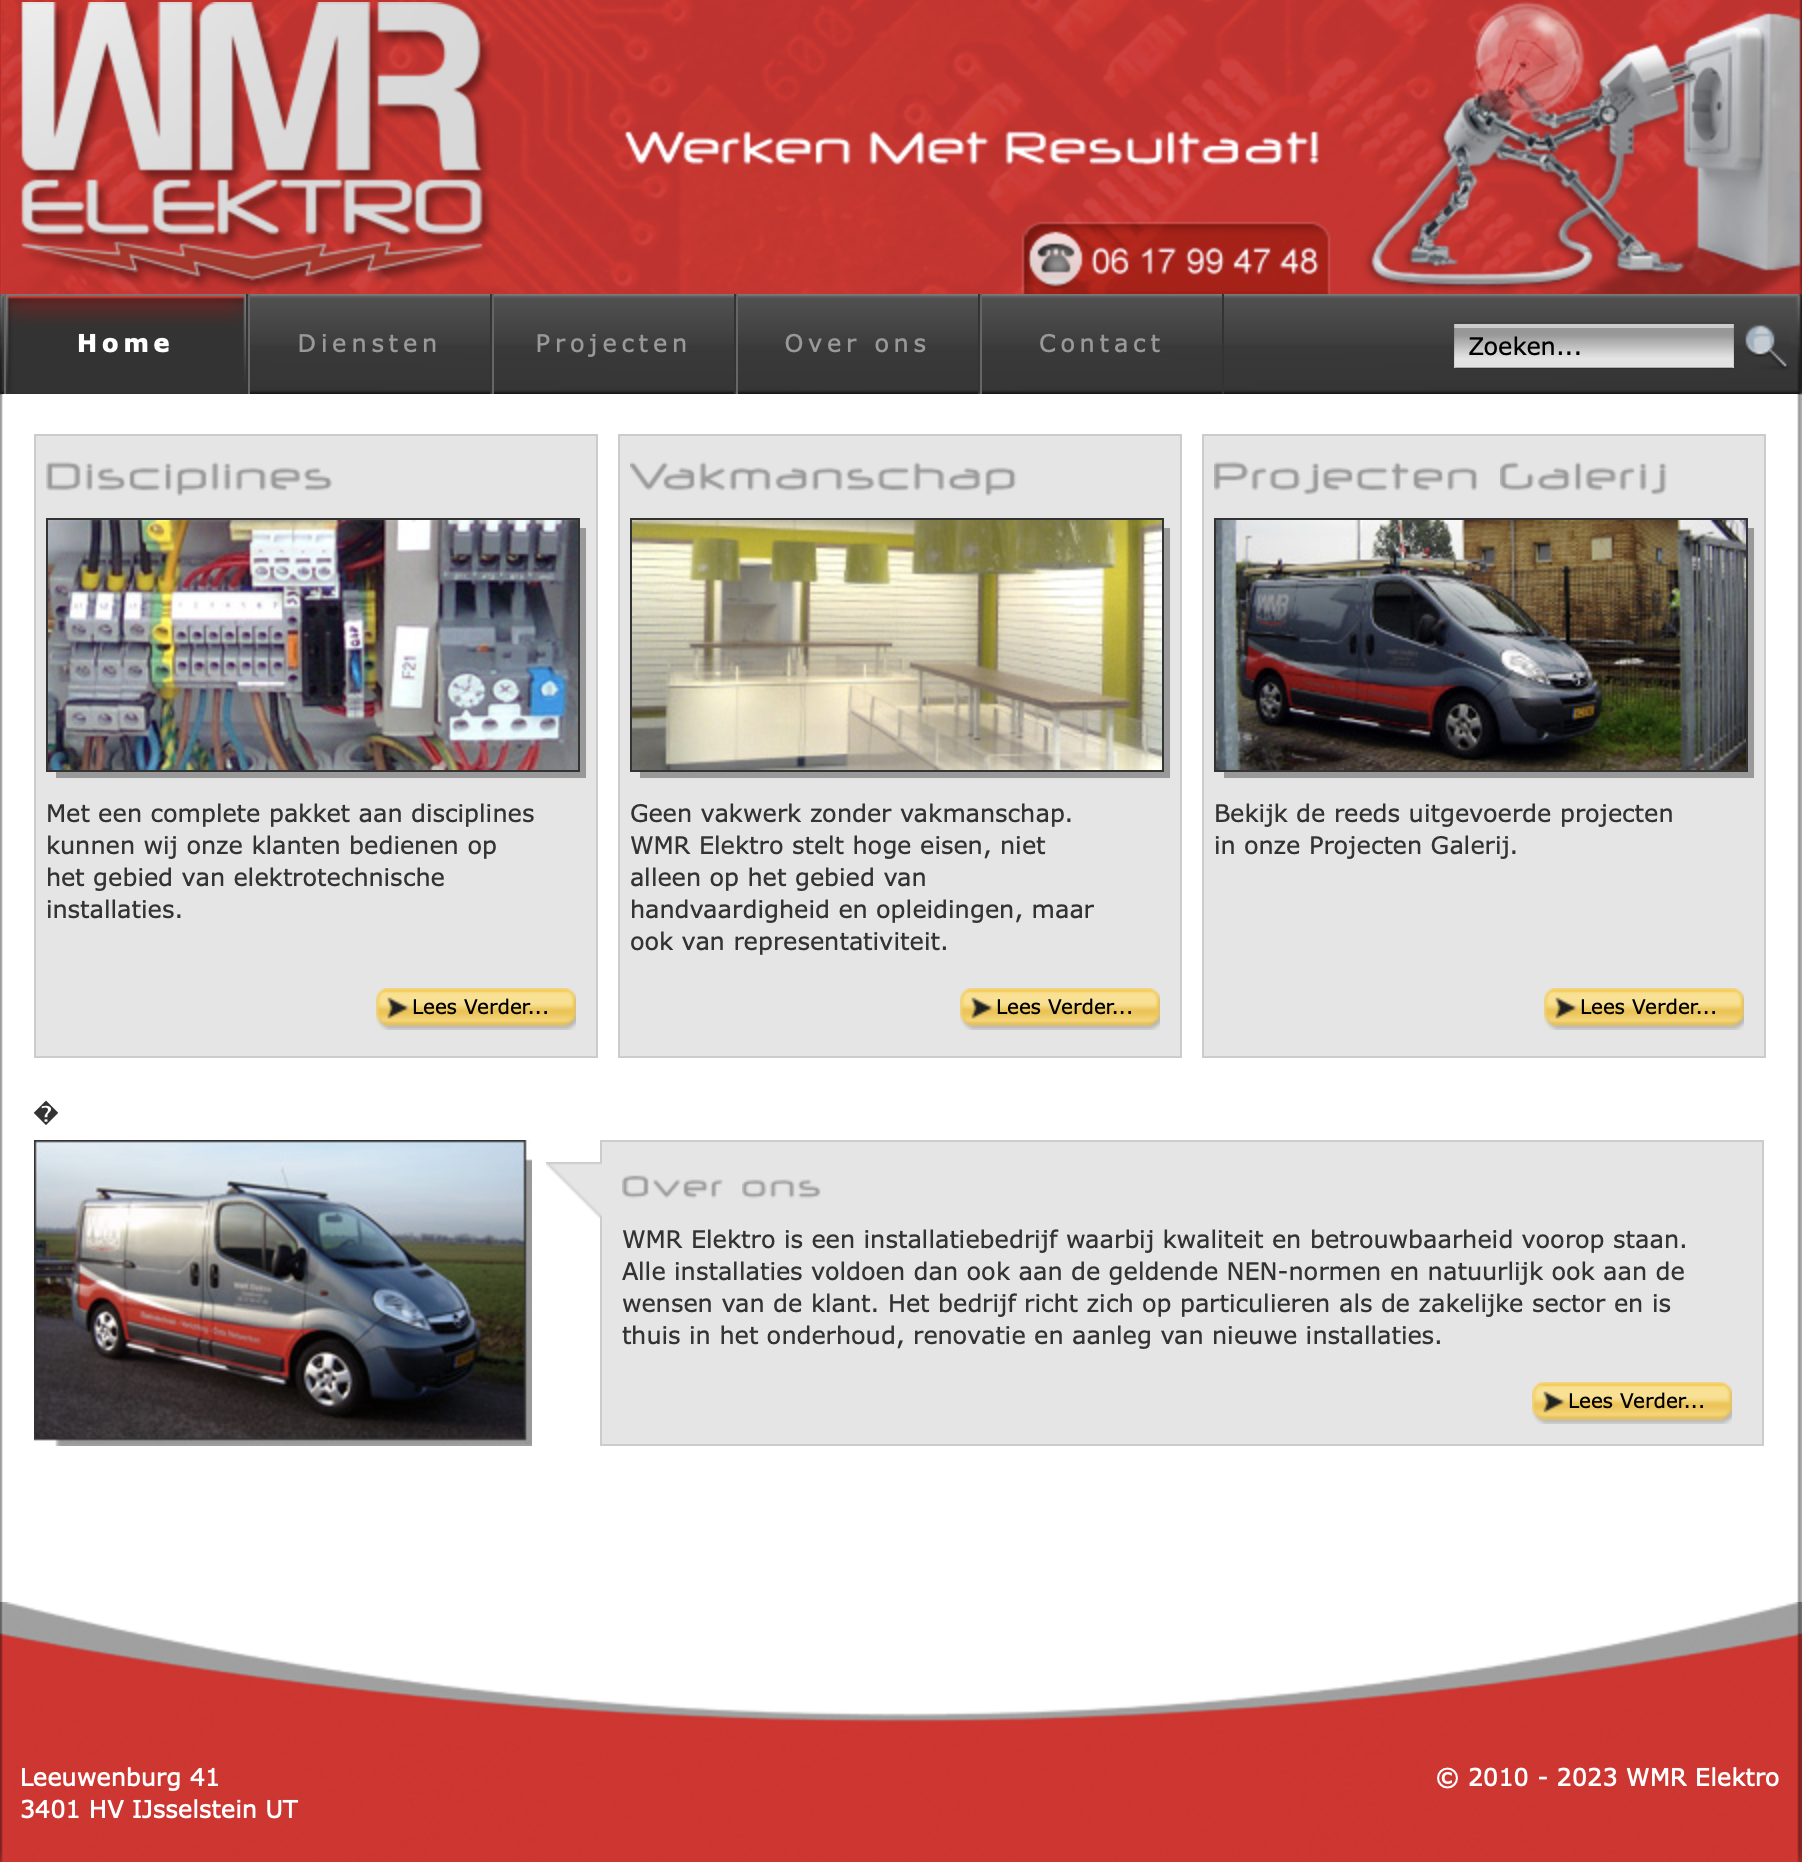 WMR
ELEKTRO
Werken Met Resultaat!
06 17 99 47 48
Home
Diensten
Projecten
Over ons
Contact
Zoeken...
Disciplines
Vakmanschap
Projecten Galerij
F21
WMR
Met een complete pakket aan disciplines
kunnen wij onze klanten bedienen op
het gebied van elektrotechnische
installaties.
Lees Verder...
Geen vakwerk zonder vakmanschap.
WMR Elektro stelt hoge eisen, niet
alleen op het gebied van
handvaardigheid en opleidingen, maar
ook van representativiteit.
Lees Verder...
Bekijk de reeds uitgevoerde projecten
in onze Projecten Galerij.
Lees Verder...
�
Over ons
WMR Elektro is een installatiebedrijf waarbij kwaliteit en betrouwbaarheid voorop staan.
Alle installaties voldoen dan ook aan de geldende NEN-normen en natuurlijk ook aan de
wensen van de klant. Het bedrijf richt zich op particulieren als de zakelijke sector en is
thuis in het onderhoud, renovatie en aanleg van nieuwe installaties.
Lees Verder...
Leeuwenburg 41
3401 HV IJsselstein UT
© 2010 - 2023 WMR Elektro